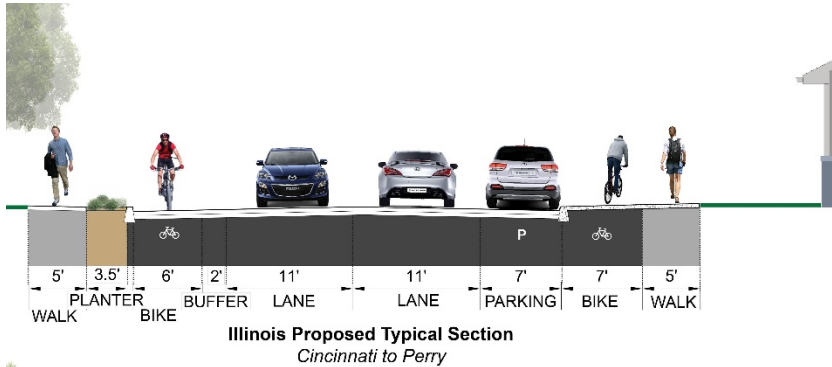 P
5' 3.5' 6' 2' 11' 11' 7' 7' 5'
PLANTER BUFFER LANE LANE PARKING BIKE WALK
WALK BIKE
Illinois Proposed Typical Section
Cincinnati to Perry